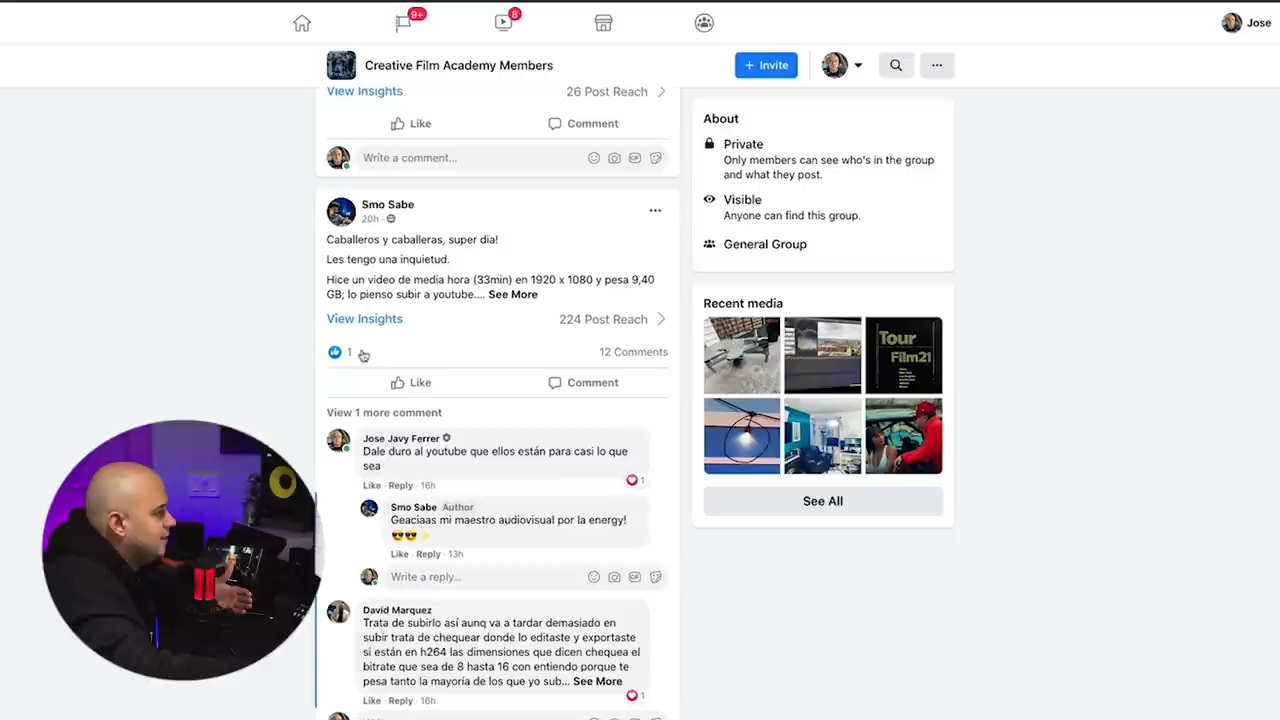 9+
8
Jose
Creative Film Academy Members
+ Invite
View Insights
26 Post Reach
Like
Comment
Write a comment...
Smo Sabe
20h
Caballeros y caballeras, super dia!
Les tengo una inquietud.
Hice un video de media hora (33min) en 1920 x 1080 y pesa 9,40
GB; lo pienso subir a youtube.... See More
View Insights
224 Post Reach
1
12 Comments
Like
Comment
View 1 more comment
Jose Javy Ferrer
Dale duro al youtube que ellos están para casi lo que
sea
Like · Reply · 16h
1
Smo Sabe Author
Geaciaas mi maestro audiovisual por la energy!
Like · Reply · 13h
Write a reply...
David Marquez
Trata de subirlo así aunq va a tardar demasiado en
subir trata de chequear donde lo editaste y exportaste
si están en h264 las dimensiones que dicen chequea el
bitrate que sea de 8 hasta 16 con entiendo porque te
pesa tanto la mayoría de los que yo sub... See More
Like · Reply · 16h
1
About
Private
Only members can see who's in the group
and what they post.
Visible
Anyone can find this group.
General Group
Recent media
Tour
Film21
See All